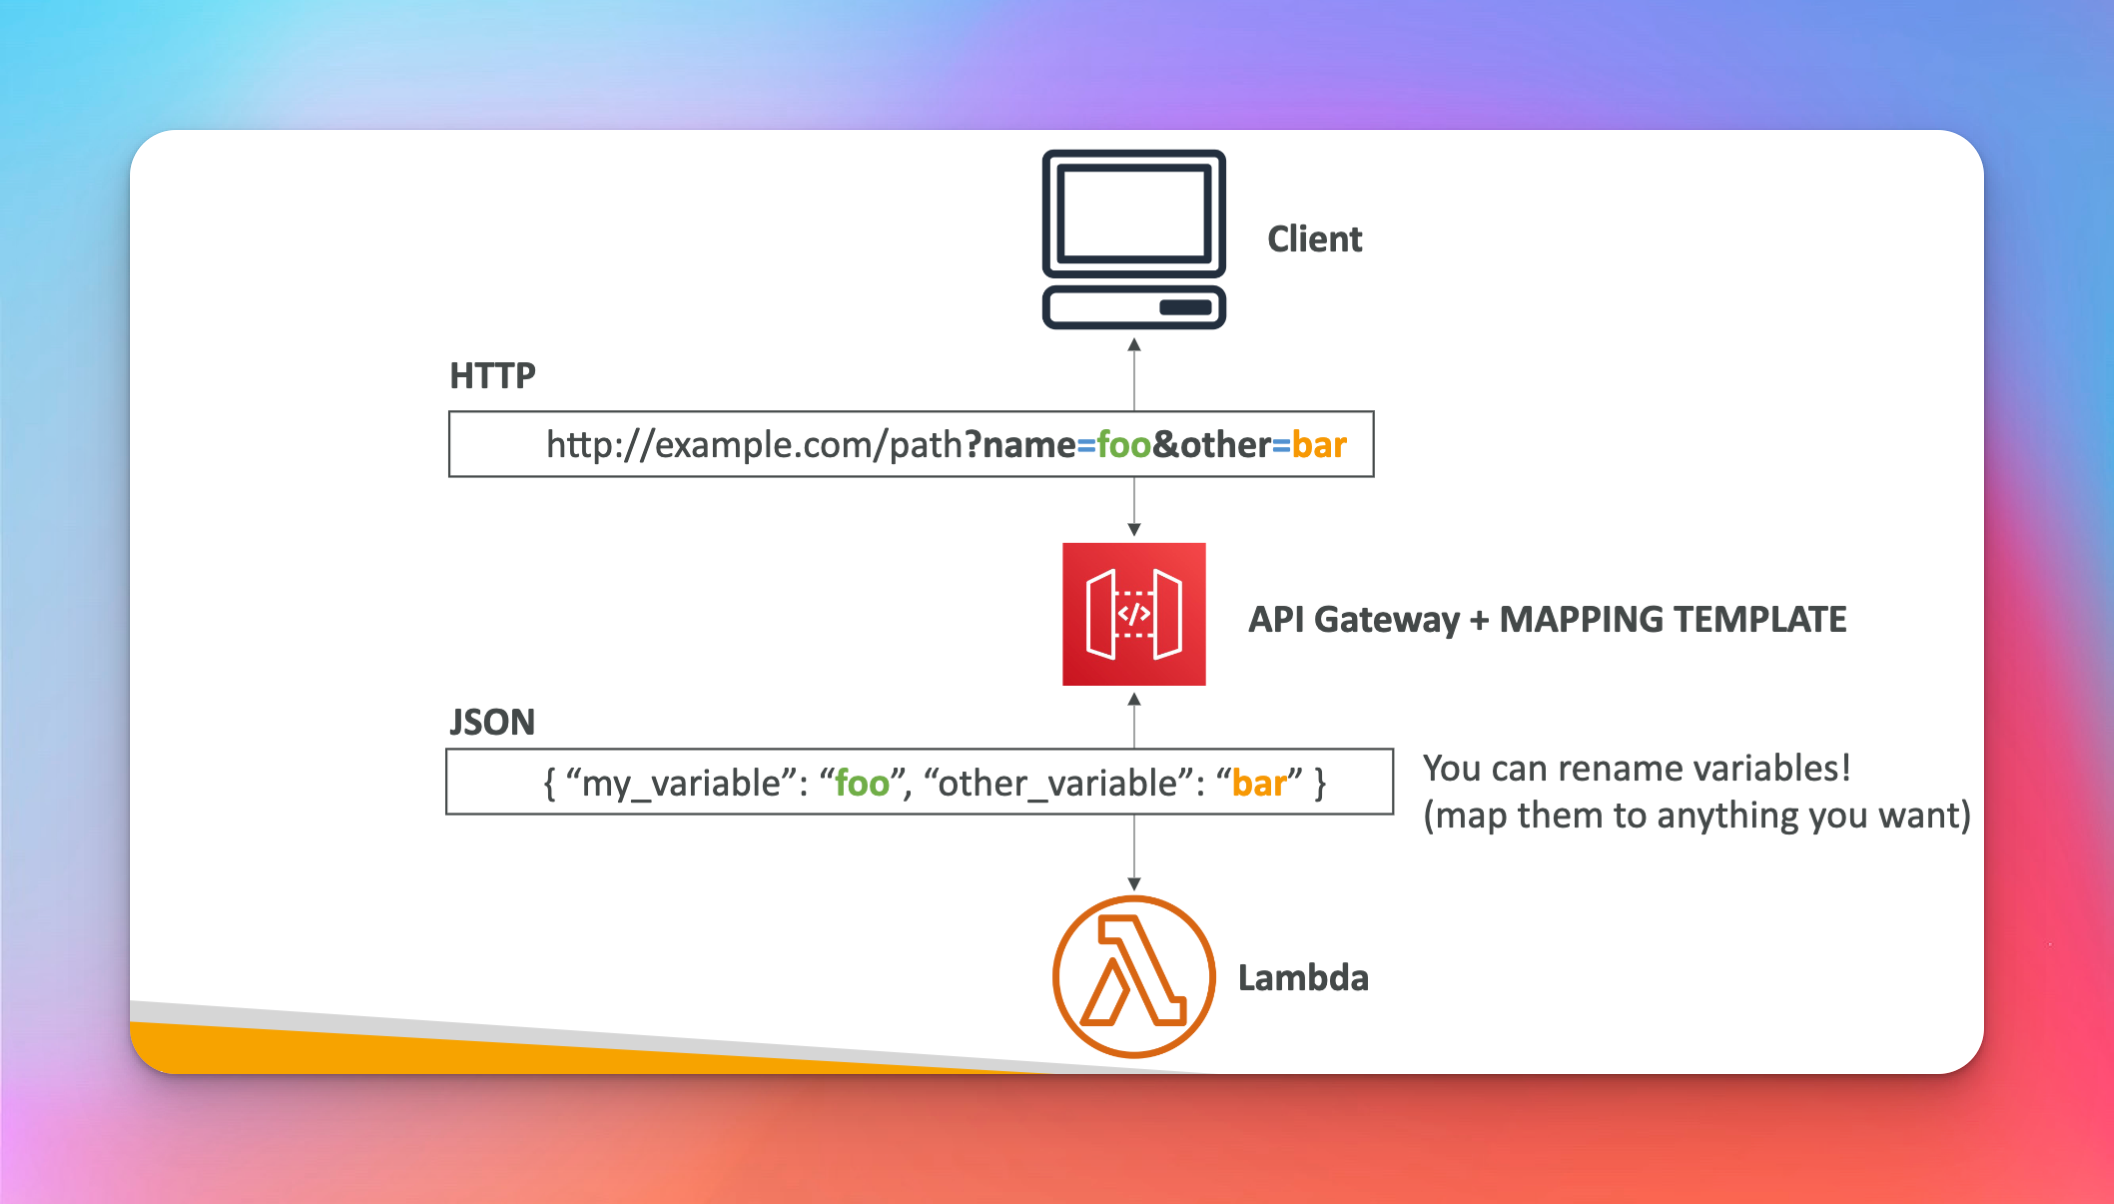 Client
HTTP
http://example.com/path?name=foo&other=bar
</>
API Gateway + MAPPING TEMPLATE
JSON
{ “my_variable”: “foo”, “other_variable”: “bar” }
You can rename variables!
(map them to anything you want)
Lambda